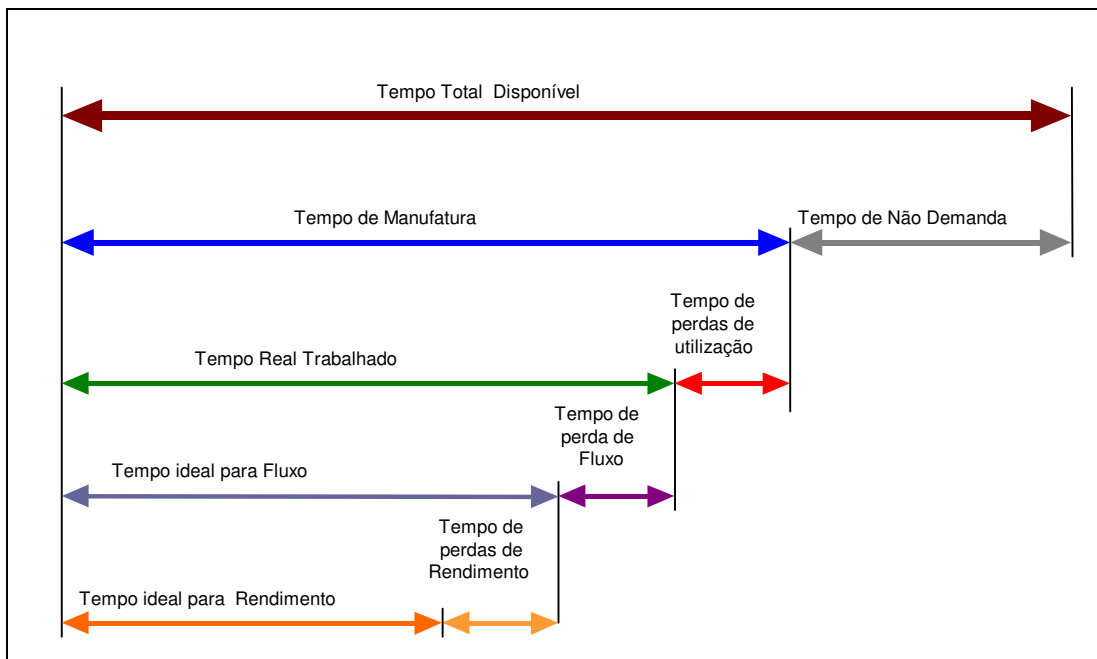 Tempo Total Disponível
Tempo de Manufatura
Tempo de Não Demanda
Tempo de
perdas de
utilização
Tempo Real Trabalhado
Tempo de
perda de
Fluxo
Tempo ideal para Fluxo
Tempo de
perdas de
Rendimento
Tempo ideal para Rendimento